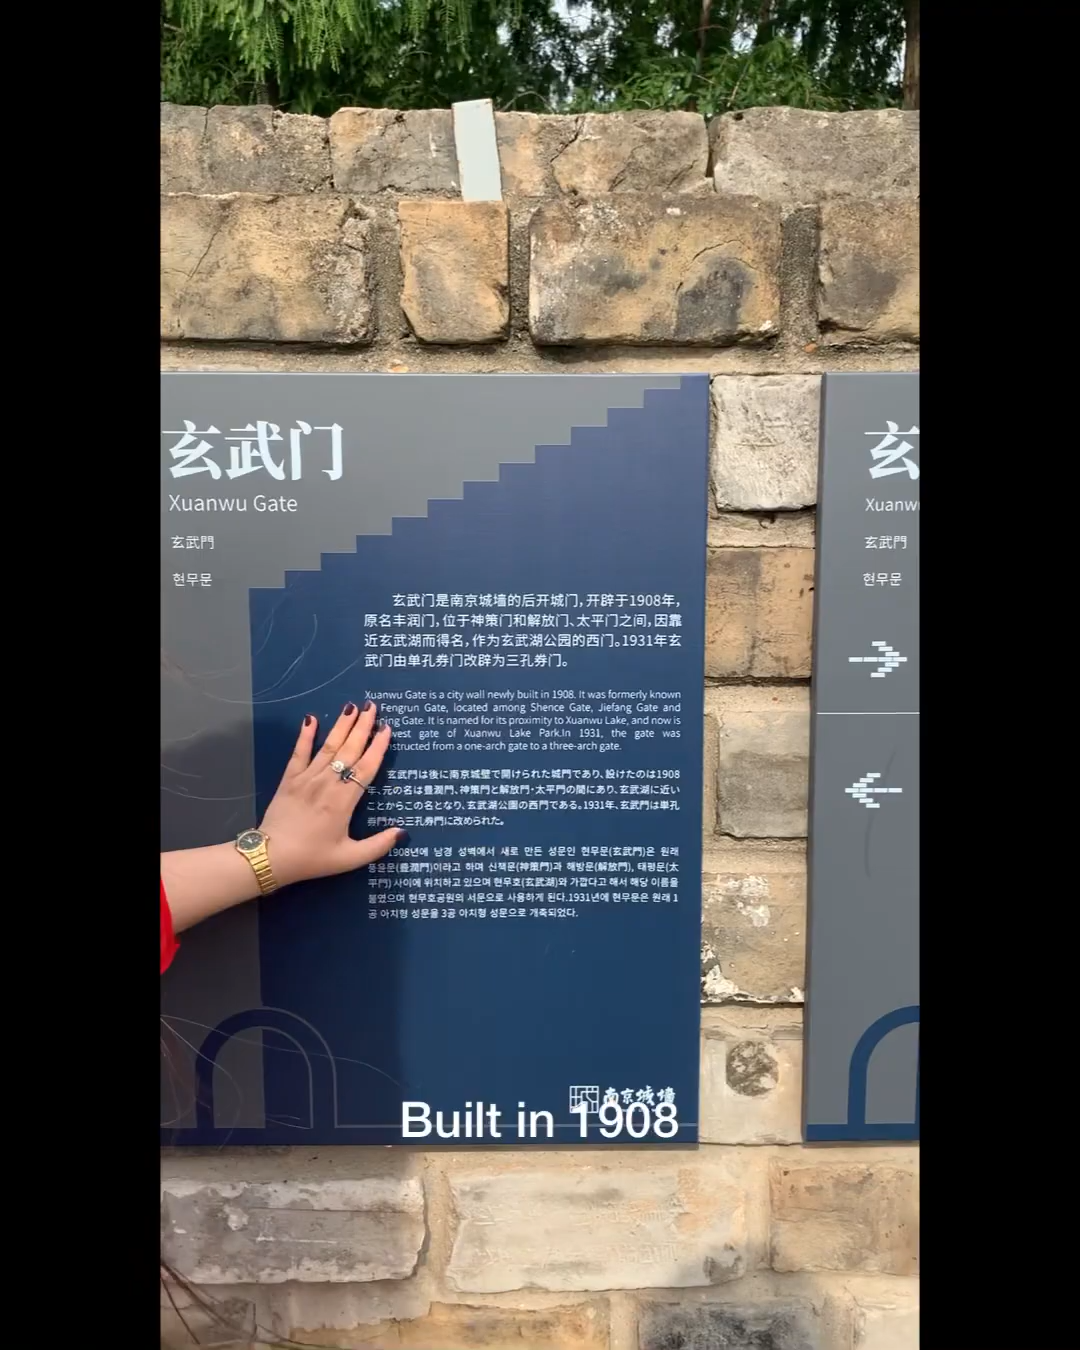 玄武门
Xuanwu Gate
玄武門
현무문
玄武门是南京城墙的后开城门,开辟于1908年,
原名丰润门,位于神策门和解放门、太平门之间,因靠
近玄武湖而得名,作为玄武湖公园的西门。1931年玄
武门由单孔券门改辟为三孔券门。
Xuanwu Gate is a city wall newly built in 1908. It was formerly known
Fengrun Gate, located among Shence Gate, Jiefang Gate and
Gate. It is named for its proximity to Xuanwu Lake, and now is
west gate of Xuanwu Lake Park.In 1931, the gate was
from a one-arch gate to a three-arch gate.
玄武門は後に南京城壁で開けられた城門であり、設けたのは1908
年、元の名は豊潤門、神策門と解放門・太平門の間にあり、玄武湖に近い
ことからこの名となり、玄武湖公園の西門である。1931年、玄武門は単孔
券門から三孔券門に改められた。
1908년에 남경 성벽에서 새로 만든 성문인 현무문(玄武門)은 원래
풍윤문(豊潤門)이라고 하며 신책문(神策門)과 해방문(解放門), 태평문(太
平門) 사이에 위치하고 있으며 현무호(玄武湖)와 가깝다고 해서 해당 이름을
붙였으며 현무호공원의 서문으로 사용하게 된다.1931년에 현무문은 원래 1
공 아치형 성문을 3공 아치형 성문으로 개축되었다.
南京城墙
Built in 1908
玄
Xuanw
玄武門
현무문